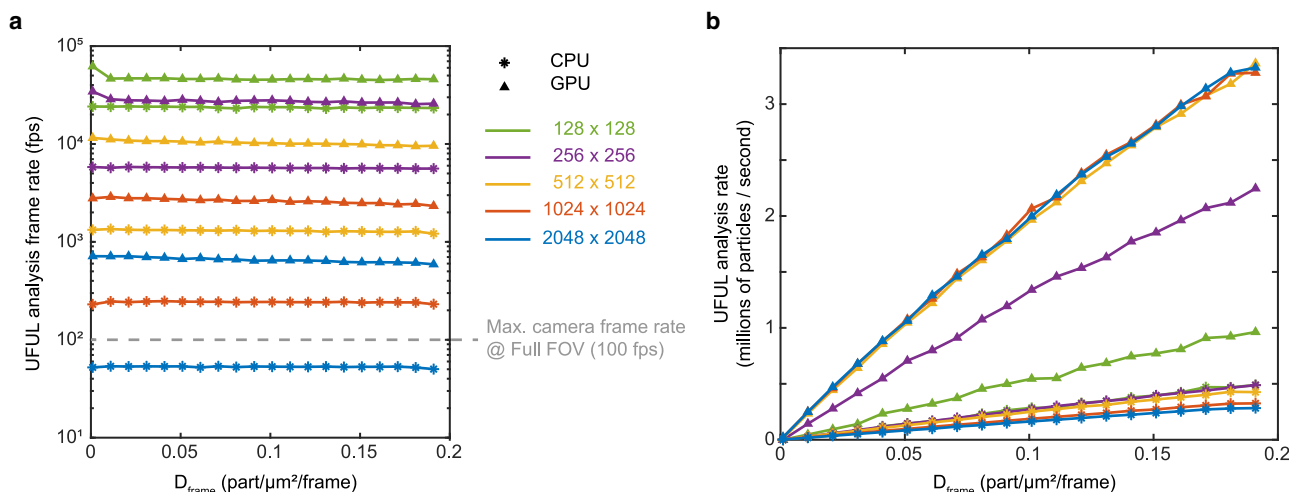 a
UFUL analysis frame rate (fps)
10⁵
10⁴
10³
10²
10¹
0
0.05
0.1
0.15
0.2
D_frame (part/µm²/frame)
CPU
GPU
128 x 128
256 x 256
512 x 512
1024 x 1024
2048 x 2048
Max. camera frame rate
@ Full FOV (100 fps)
b
UFUL analysis rate
(millions of particles / second)
3
2
1
0
0
0.05
0.1
0.15
0.2
D_frame (part/µm²/frame)